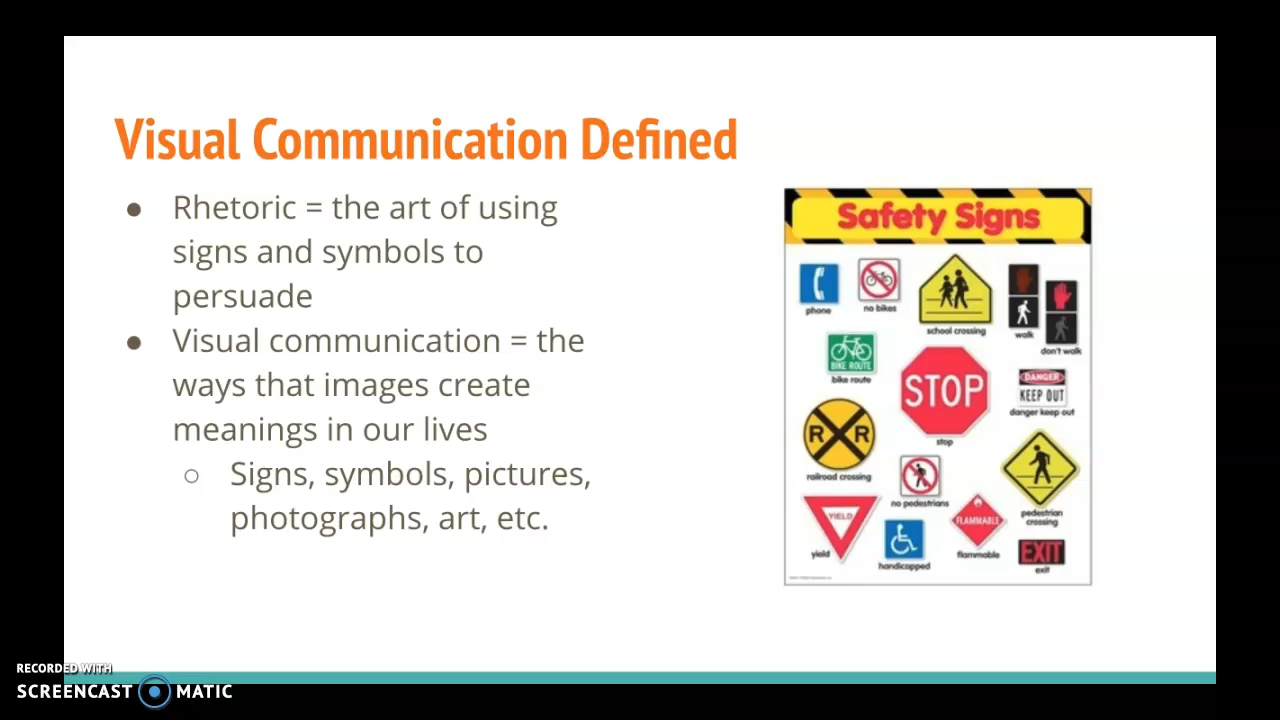 Visual Communication Defined
● Rhetoric = the art of using
signs and symbols to
persuade
● Visual communication = the
ways that images create
meanings in our lives
○ Signs, symbols, pictures,
photographs, art, etc.
Safety Signs
phone
no bikes
school crossing
walk
don't walk
BIKE ROUTE
bike route
STOP
stop
DANGER
KEEP OUT
danger keep out
R R
railroad crossing
no pedestrians
pedestrian
crossing
YIELD
yield
handicapped
FLAMMABLE
flammable
EXIT
exit
RECORDED WITH
SCREENCAST MATIC